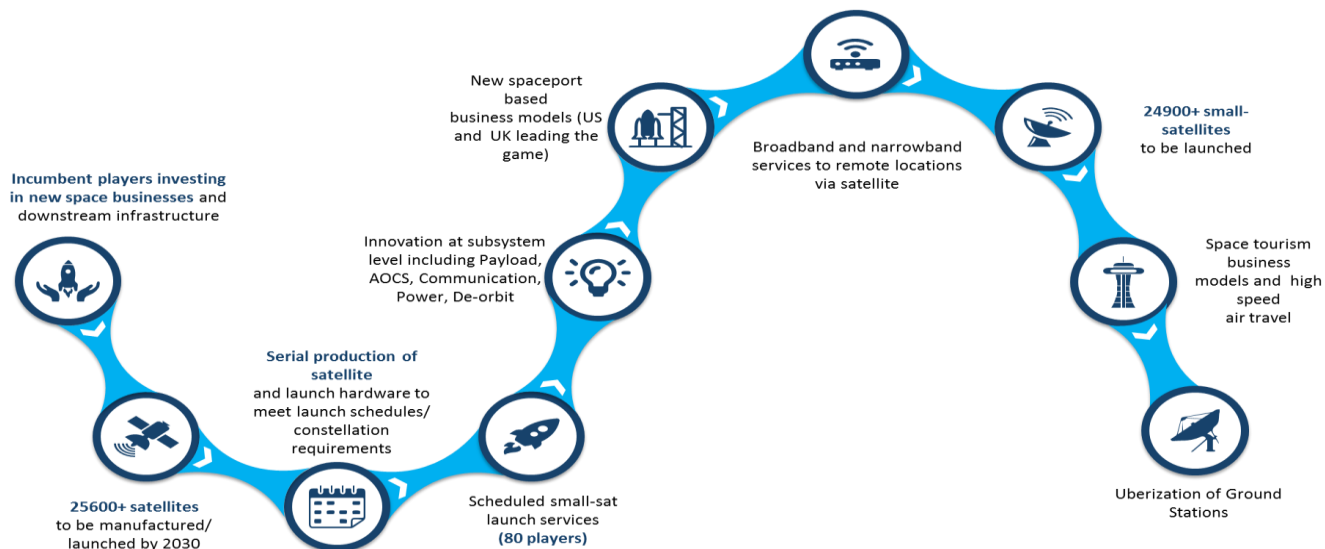 Incumbent players investing
in new space businesses and
downstream infrastructure
25600+ satellites
to be manufactured/
launched by 2030
Serial production of
satellite
and launch hardware to
meet launch schedules/
constellation
requirements
Scheduled small-sat
launch services
(80 players)
Innovation at subsystem
level including Payload,
AOCS, Communication,
Power, De-orbit
New spaceport
based
business models (US
and UK leading the
game)
Broadband and narrowband
services to remote locations
via satellite
24900+ small-
satellites
to be launched
Space tourism
business
models and high
speed
air travel
Uberization of Ground
Stations